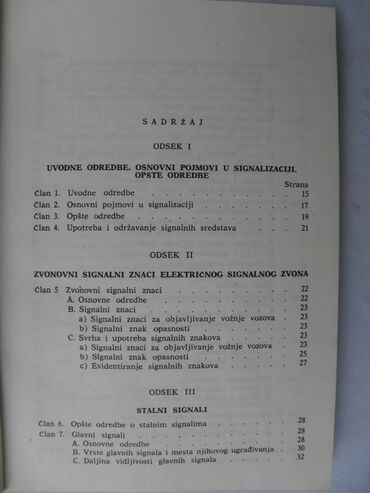 SADRŽAJ
ODSEK I
UVODNE ODREDBE. OSNOVNI POJMOVI U SIGNALIZACIJI.
OPŠTE ODREDBE
Strana
Član 1. Uvodne odredbe . . . . . . . . . . . 15
Član 2. Osnovni pojmovi u signalizaciji . . . . . . . 17
Član 3. Opšte odredbe . . . . . . . . . . . 19
Član 4. Upotreba i održavanje signalnih sredstava . . . . 21
ODSEK II
ZVONOVNI SIGNALNI ZNACI ELEKTRICNOG SIGNALNOG ZVONA
Član 5 Zvonovni signalni znaci . . . . . . . . . 22
A. Osnovne odredbe . . . . . . . . . . 22
B. Signalni znaci . . . . . . . . . . 23
a) Signalni znaci za objavljivanje vožnje vozova . . . 23
b) Signalni znak opasnosti . . . . . . . 23
C. Svrha i upotreba signalnih znakova . . . . . 23
a) Signalni znaci za objavljivanje vožnje vozova . . . 23
b) Signalni znak opasnosti . . . . . . . 25
c) Evidentiranje signalnih znakova . . . . . 27
ODSEK III
STALNI SIGNALI
Član 6. Opšte odredbe o stalnim signalima . . . . . . 28
Član 7. Glavni signali . . . . . . . . . . . 28
A. Osnovne odredbe . . . . . . . . . . 28
B. Vrste glavnih signala i mesta njihovog ugrađivanja . . 30
C. Daljina vidljivosti glavnih signala . . . . . . 32